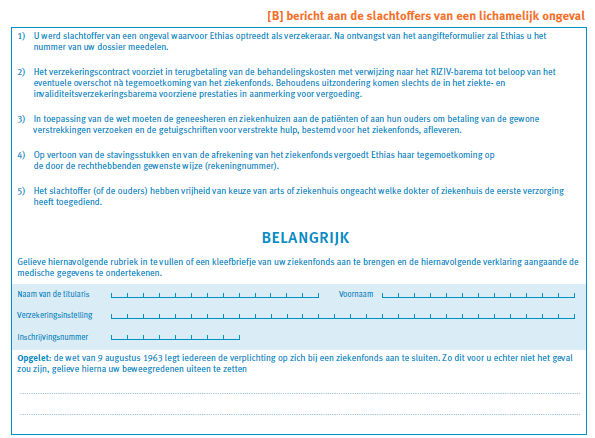 [B] bericht aan de slachtoffers van een lichamelijk ongeval
1) U werd slachtoffer van een ongeval waarvoor Ethias optreedt als verzekeraar. Na ontvangst van het aangifteformulier zal Ethias u het
nummer van uw dossier meedelen.
2) Het verzekeringscontract voorziet in terugbetaling van de behandelingskosten met verwijzing naar het RIZIV-barema tot beloop van het
eventuele overschot nà tegemoetkoming van het ziekenfonds. Behoudens uitzondering komen slechts de in het ziekte- en
invaliditeitsverzekeringsbarema voorziene prestaties in aanmerking voor vergoeding.
3) In toepassing van de wet moeten de geneesheren en ziekenhuizen aan de patiënten of aan hun ouders om betaling van de gewone
verstrekkingen verzoeken en de getuigschriften voor verstrekte hulp, bestemd voor het ziekenfonds, afleveren.
4) Op vertoon van de stavingsstukken en van de afrekening van het ziekenfonds vergoedt Ethias haar tegemoetkoming op
de door de rechthebbenden gewenste wijze (rekeningnummer).
5) Het slachtoffer (of de ouders) hebben vrijheid van keuze van arts of ziekenhuis ongeacht welke dokter of ziekenhuis de eerste verzorging
heeft toegediend.
BELANGRIJK
Gelieve hiernavolgende rubriek in te vullen of een kleefbriefje van uw ziekenfonds aan te brengen en de hiernavolgende verklaring aangaande de
medische gegevens te ondertekenen.
Naam van de titularis Voornaam
Verzekeringsinstelling
Inschrijvingsnummer
Opgelet: de wet van 9 augustus 1963 legt iedereen de verplichting op zich bij een ziekenfonds aan te sluiten. Zo dit voor u echter niet het geval
zou zijn, gelieve hierna uw beweegredenen uiteen te zetten